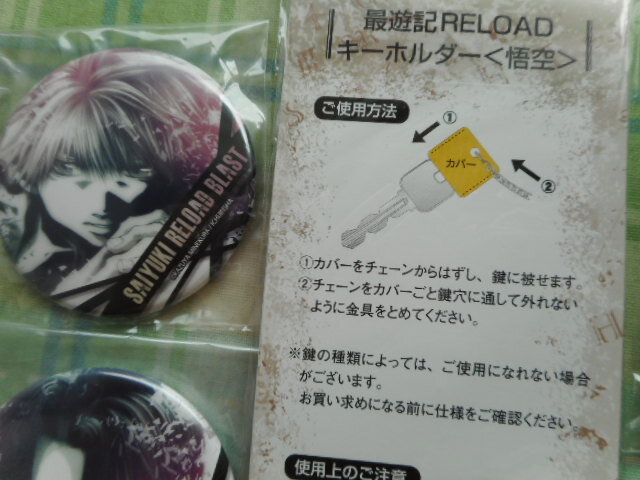 SAIYUKI RELOAD BLAST
©KAZUYA MINEKURA / ICHIJINSHA
最遊記RELOAD
キーホルダー<悟空>
ご使用方法
①
カバー
②
①カバーをチェーンからはずし、鍵に被せます。
②チェーンをカバーごと鍵穴に通して外れない
ように金具をとめてください。
※鍵の種類によっては、ご使用になれない場合
がございます。
お買い求めになる前に仕様をご確認ください。
使用上のご注意